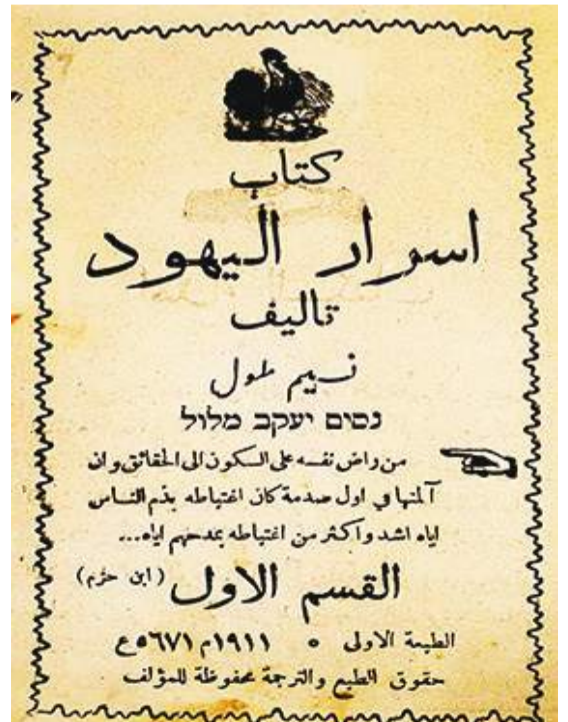 كتاب
اسرار اليهود
تاليف
نسيم ملول
נסים יעקב מלול
من راض نفسه على السكون الى الحقائق وان
آلمتها في اول صدمة كان اغتباطه بذم الناس
اياه اشد واكثر من اغتباطه بمدحهم اياه...
(ابن حزم)
القسم الاول
الطبعة الاولى ٥ ١٩١١م ٥٦٧١ع
حقوق الطبع والترجمة محفوظة للمؤلف